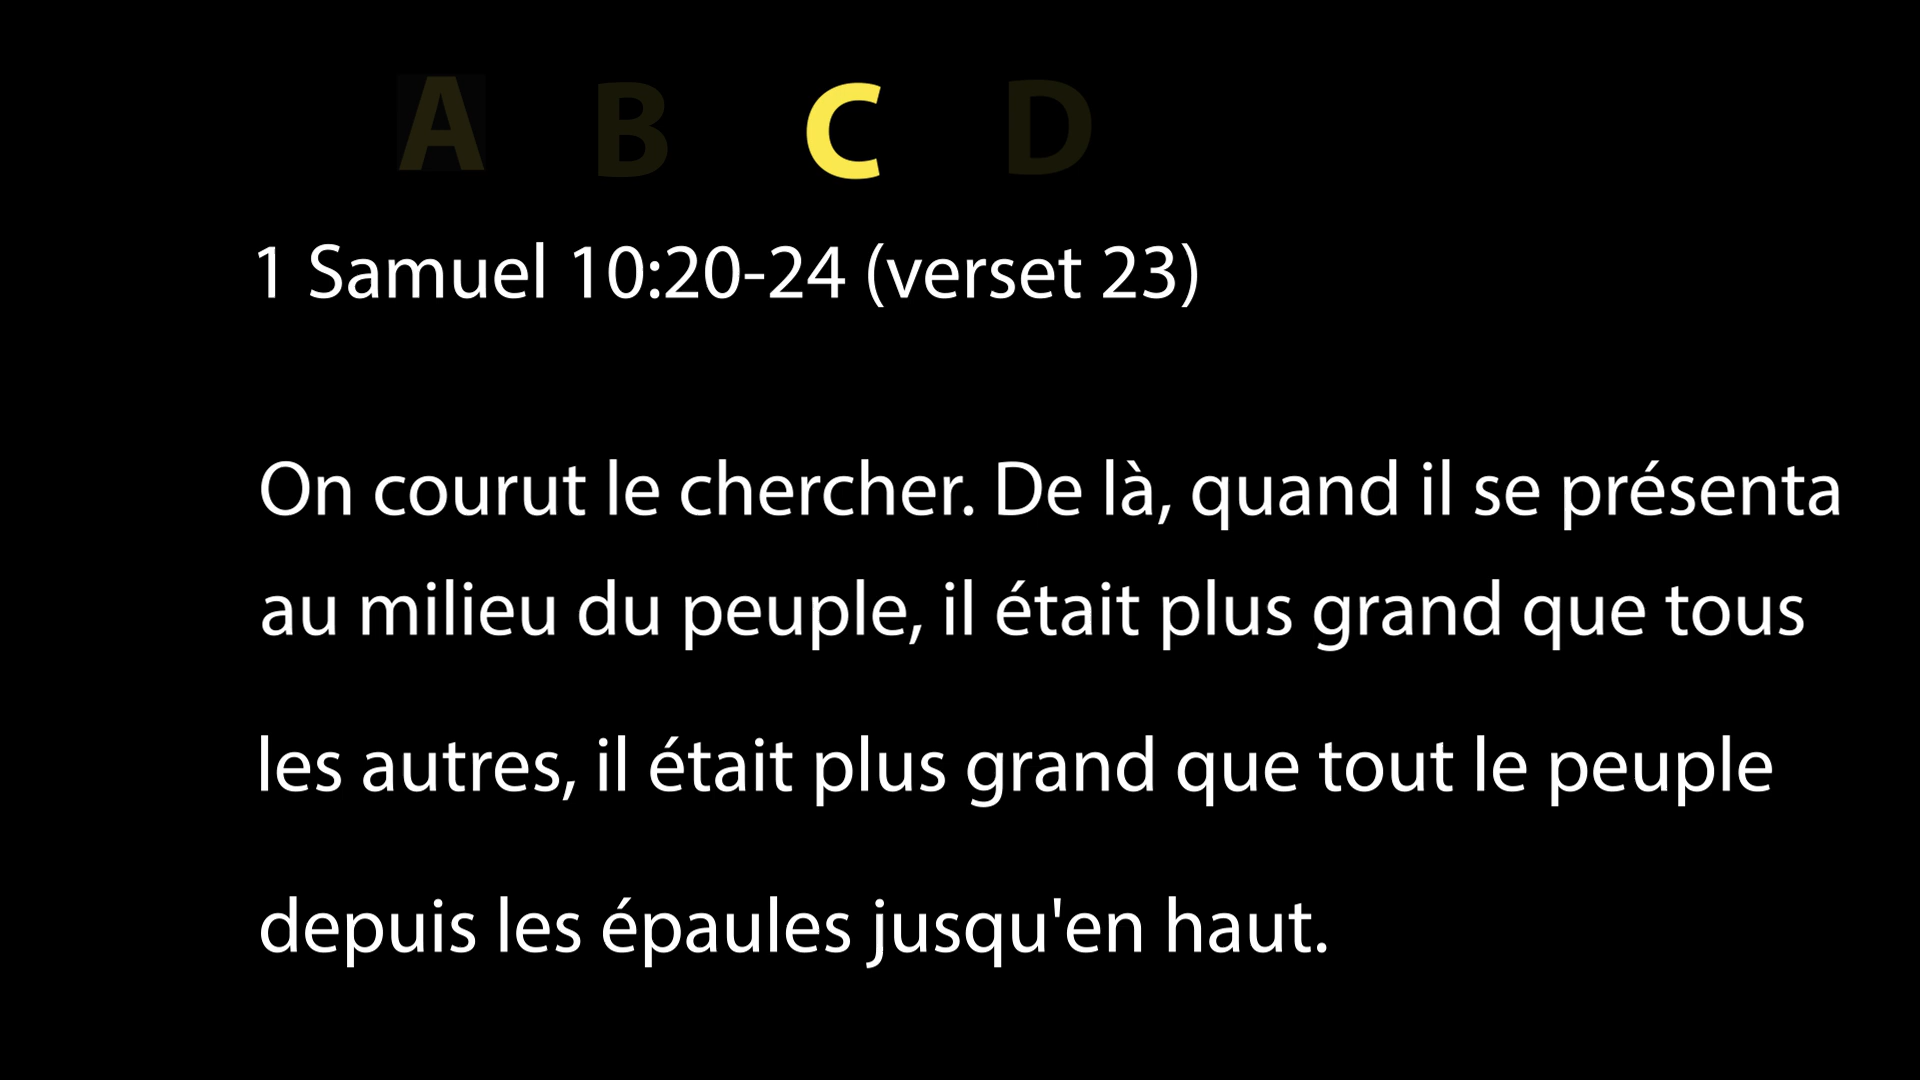 A B C D
1 Samuel 10:20-24 (verset 23)
On courut le chercher. De là, quand il se présenta
au milieu du peuple, il était plus grand que tous
les autres, il était plus grand que tout le peuple
depuis les épaules jusqu'en haut.